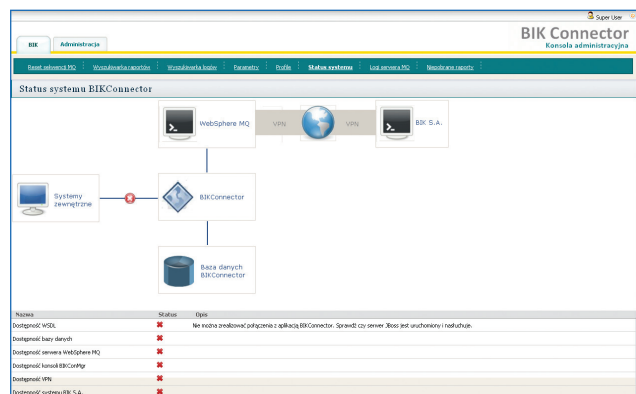 Super User
BIK Connector
Konsola administracyjna
BIK Administracja
Reset sekwencji MQ Wyszukiwarka raportów Wyszukiwarka logów Parametry Profile Status systemu Logi serwera MQ Niepobrane raporty
Status systemu BIKConnector
WebSphere MQ VPN VPN BIK S.A.
Systemy
zewnętrzne
BIKConnector
Baza danych
BIKConnector
Nazwa Status Opis
Dostępność WSDL Nie można zrealizować połączenia z aplikacją BIKConnector. Sprawdź czy serwer JBoss jest uruchomiony i nasłuchuje.
Dostępność bazy danych
Dostępność serwera WebSphere MQ
Dostępność konsoli BIKConMgr
Dostępność VPN
Dostępność systemu BIK S.A.